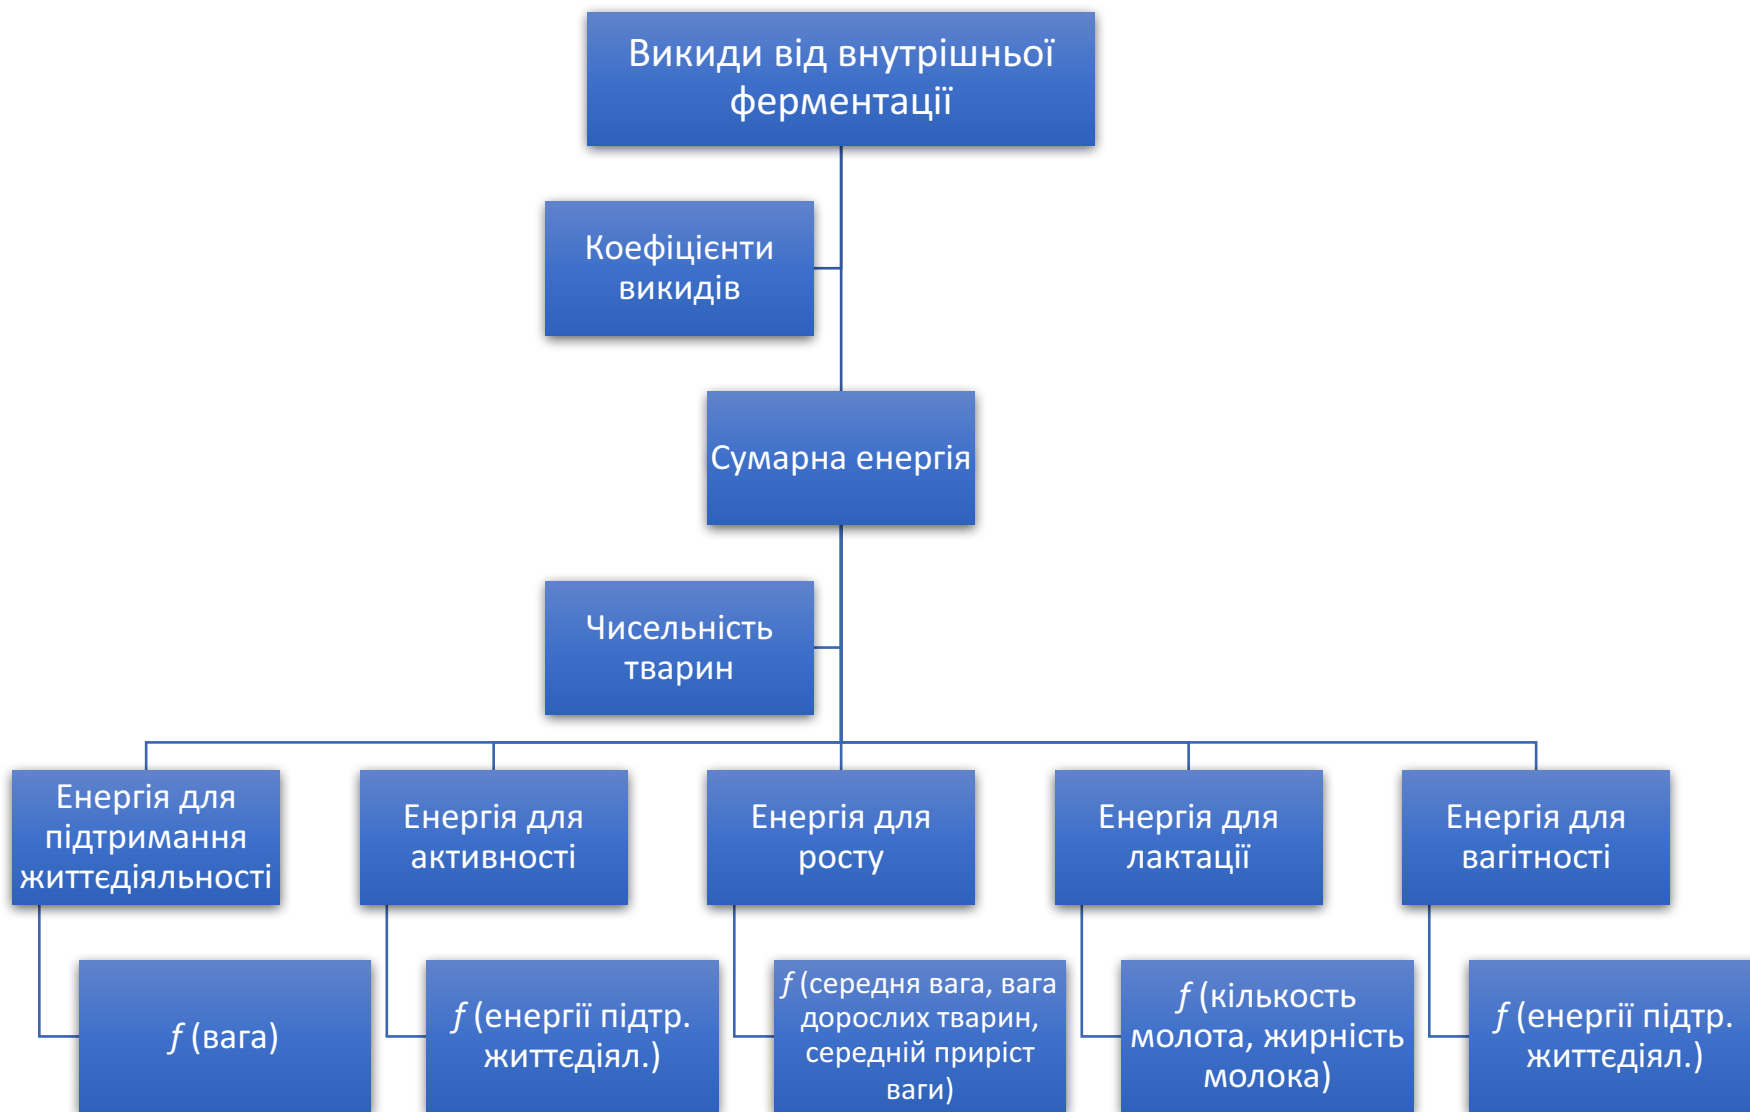 Викиди від внутрішньої
ферментації
Коефіцієнти
викидів
Сумарна енергія
Чисельність
тварин
Енергія для
підтримання
життєдіяльності
Енергія для
активності
Енергія для
росту
Енергія для
лактації
Енергія для
вагітності
f (вага)
f (енергії підтр.
життєдіял.)
f (середня вага, вага
дорослих тварин,
середній приріст
ваги)
f (кількость
молота, жирність
молока)
f (енергії підтр.
життєдіял.)